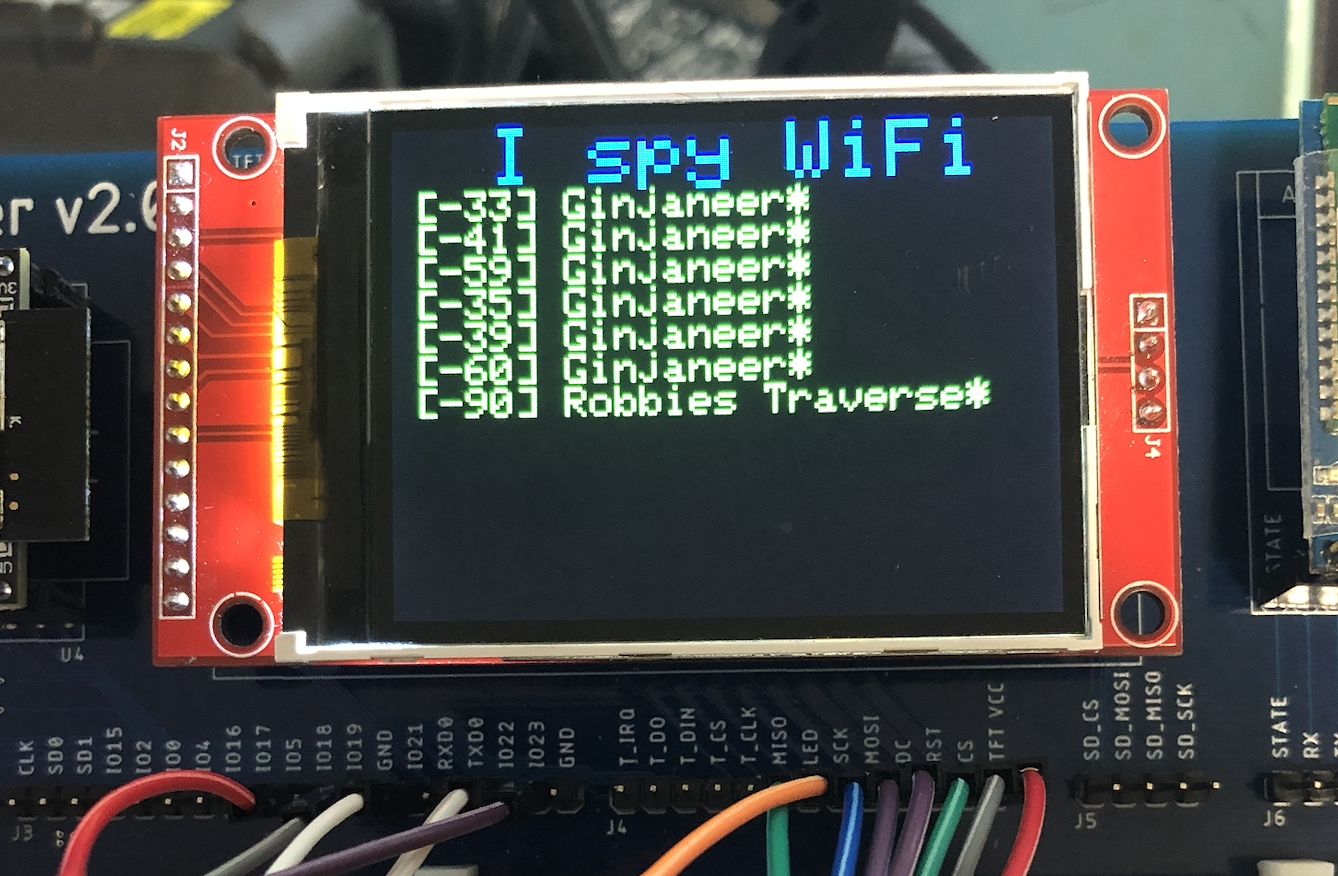 J2
TFT
er v2.0
I spy WiFi
[-33] GinJaneer*
[-41] GinJaneer*
[-59] GinJaneer*
[-35] GinJaneer*
[-39] GinJaneer*
[-60] GinJaneer*
[-90] Robbies Traverse*
J4
K
STATE
U4
CLK
SD0
SD1
IO15
IO2
IO0
IO4
IO16
IO17
IO5
IO18
IO19
GND
IO21
RXD0
TXD0
IO22
IO23
GND
T_IRQ
T_DO
T_DIN
T_CS
T_CLK
MISO
LED
SCK
MOSI
DC
RST
CS
TFT VCC
SD_CS
SD_MOSI
SD_MISO
SD_SCK
STATE
RX
J3
J4
J5
J6